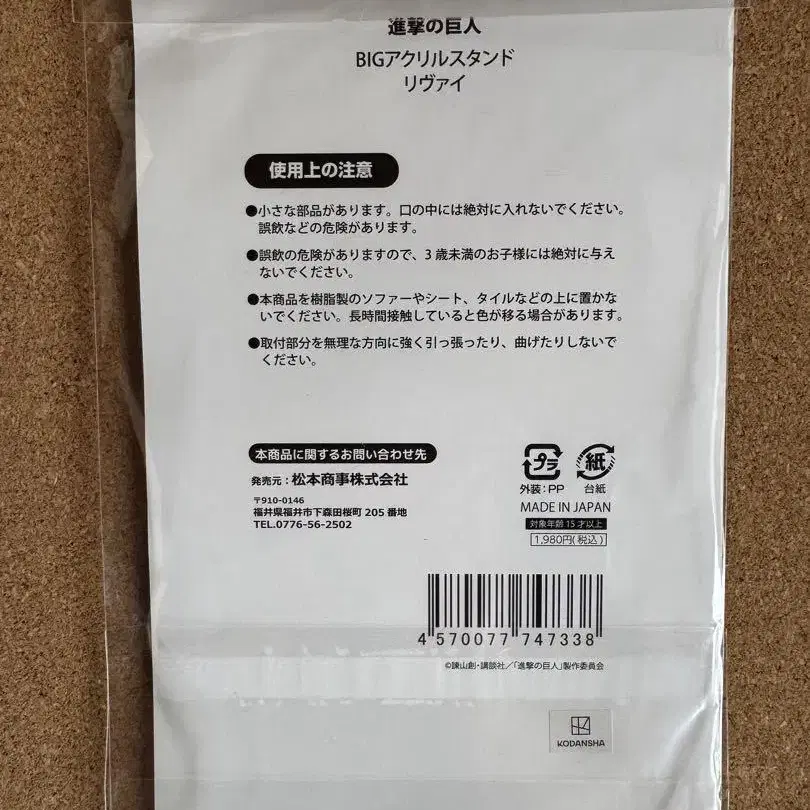 進撃の巨人
BIGアクリルスタンド
リヴァイ
使用上の注意
●小さな部品があります。口の中には絶対に入れないでください。
誤飲などの危険があります。
●誤飲の危険がありますので、3歳未満のお子様には絶対に与え
ないでください。
●本商品を樹脂製のソファーやシート、タイルなどの上に置かな
いでください。長時間接触していると色が移る場合があります。
●取付部分を無理な方向に強く引っ張ったり、曲げたりしないで
ください。
本商品に関するお問い合わせ先
発売元：松本商事株式会社
〒910-0146
福井県福井市下森田桜町205番地
TEL.0776-56-2502
プラ 紙
外装：PP 台紙
MADE IN JAPAN
対象年齢15才以上
1,980円(税込)
4 570077 747338
©諫山創・講談社／「進撃の巨人」製作委員会
KODANSHA